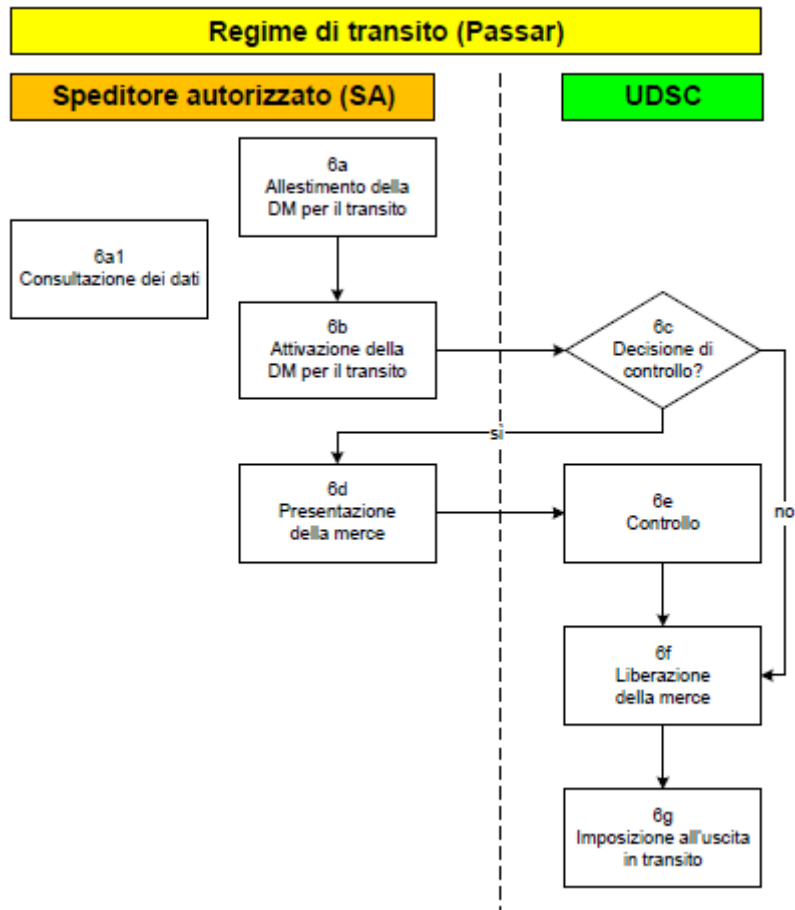 Regime di transito (Passar)
Speditore autorizzato (SA)
UDSC
6a
Allestimento della
DM per il transito
6a1
Consultazione dei dati
6b
Attivazione della
DM per il transito
6c
Decisione di
controllo?
sì
6d
Presentazione
della merce
6e
Controllo
no
6f
Liberazione
della merce
6g
Imposizione all'uscita
in transito